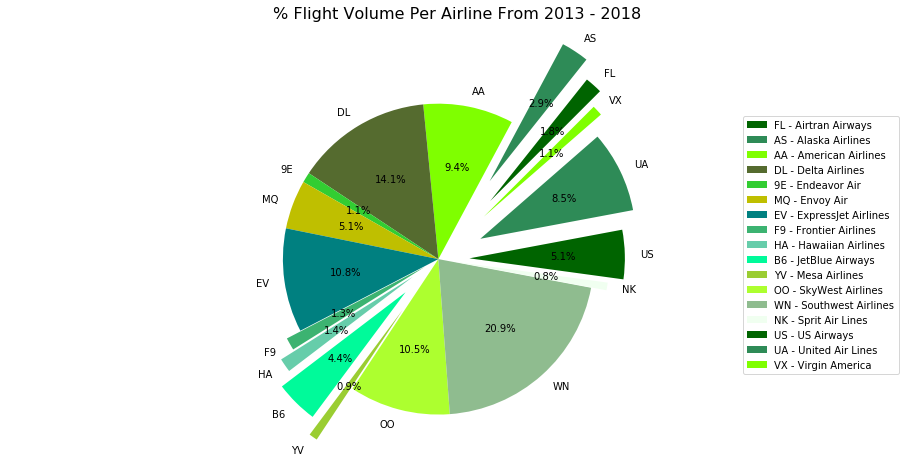 % Flight Volume Per Airline From 2013 - 2018
AS
FL
VX
AA
2.9%
1.8%
1.1%
DL
9.4%
UA
14.1%
8.5%
9E
1.1%
MQ
5.1%
US
5.1%
EV
10.8%
0.8%
NK
1.3%
1.4%
20.9%
F9
4.4%
10.5%
HA
0.9%
WN
B6
OO
YV
FL - Airtran Airways
AS - Alaska Airlines
AA - American Airlines
DL - Delta Airlines
9E - Endeavor Air
MQ - Envoy Air
EV - ExpressJet Airlines
F9 - Frontier Airlines
HA - Hawaiian Airlines
B6 - JetBlue Airways
YV - Mesa Airlines
OO - SkyWest Airlines
WN - Southwest Airlines
NK - Sprit Air Lines
US - US Airways
UA - United Air Lines
VX - Virgin America